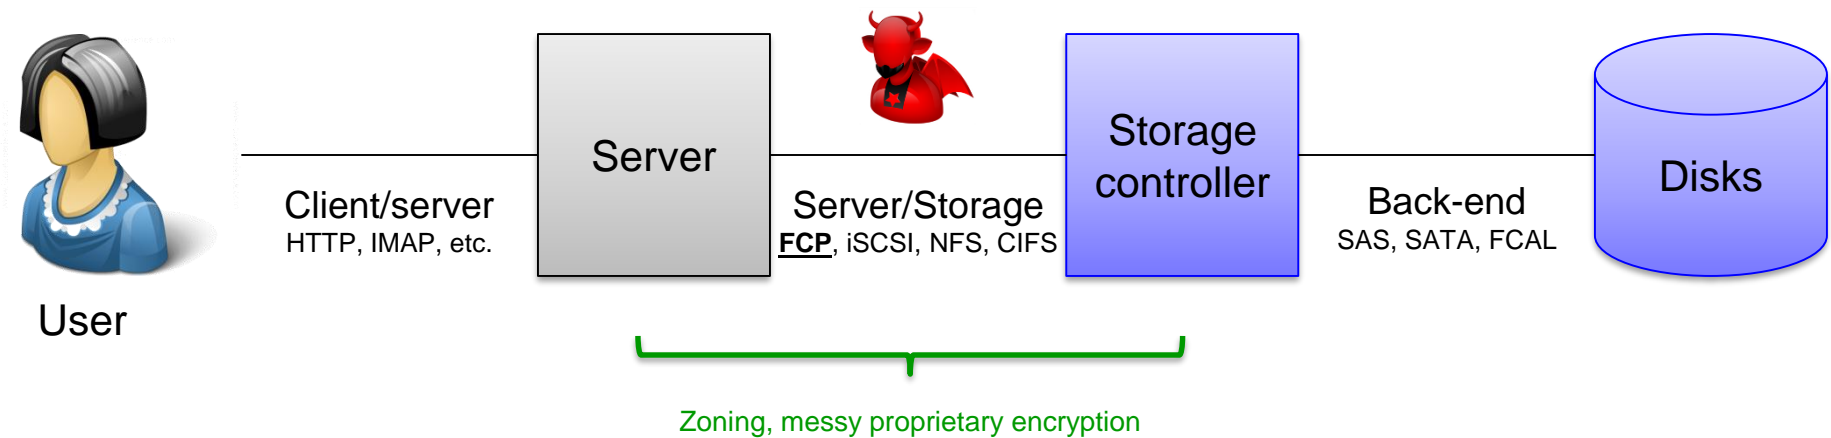 User
Client/server
HTTP, IMAP, etc.
Server
Server/Storage
FCP, iSCSI, NFS, CIFS
Storage
controller
Back-end
SAS, SATA, FCAL
Disks
Zoning, messy proprietary encryption